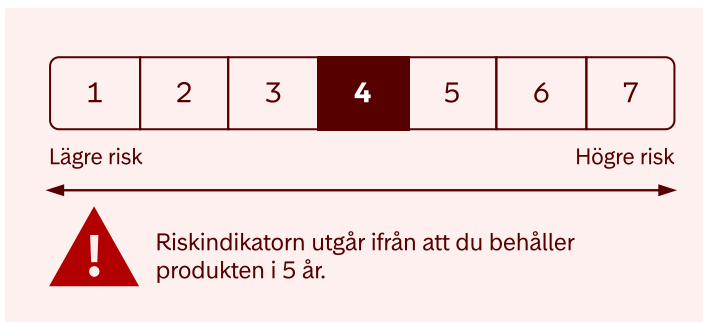 1 2 3 4 5 6 7
Lägre risk Högre risk
! Riskindikatorn utgår ifrån att du behåller
produkten i 5 år.